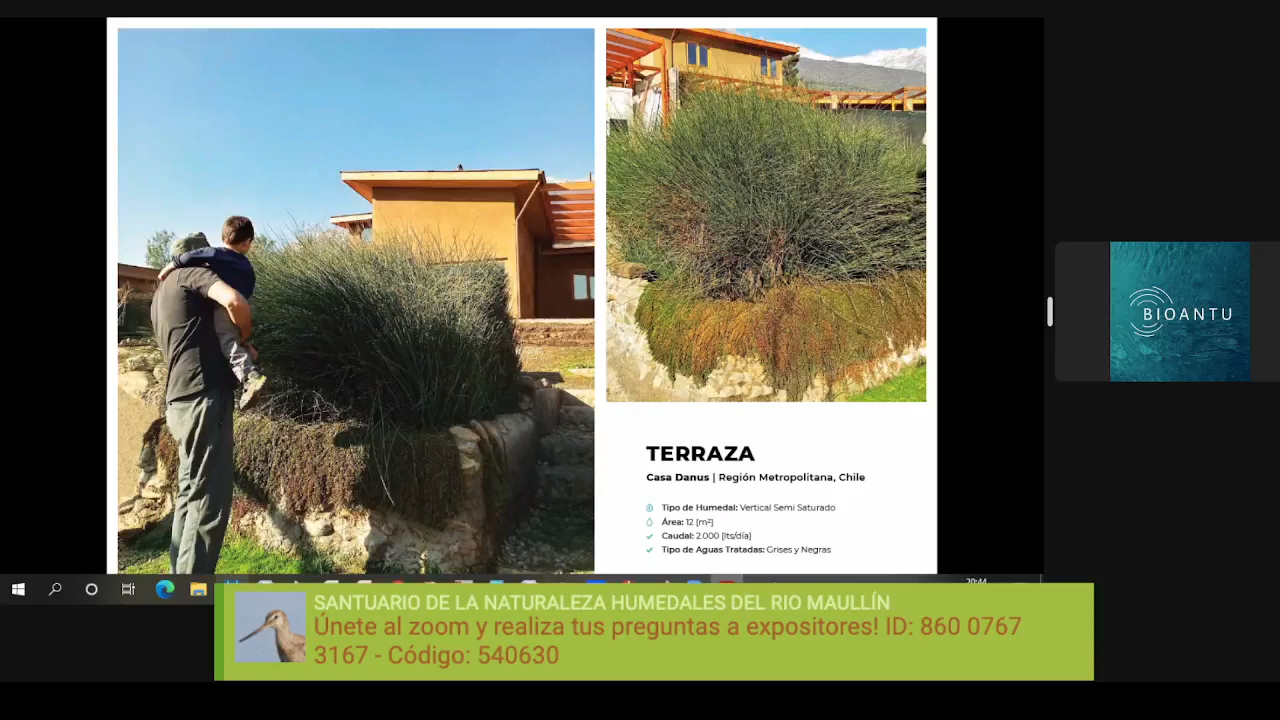 TERRAZA
Casa Danus | Región Metropolitana, Chile
Tipo de Humedal: Vertical Semi Saturado
Área: 12 [m²]
Caudal: 2.000 [lts/día]
Tipo de Aguas Tratadas: Grises y Negras
BIOANTU
20:44
SANTUARIO DE LA NATURALEZA HUMEDALES DEL RIO MAULLÍN
Únete al zoom y realiza tus preguntas a expositores! ID: 860 0767
3167 - Código: 540630